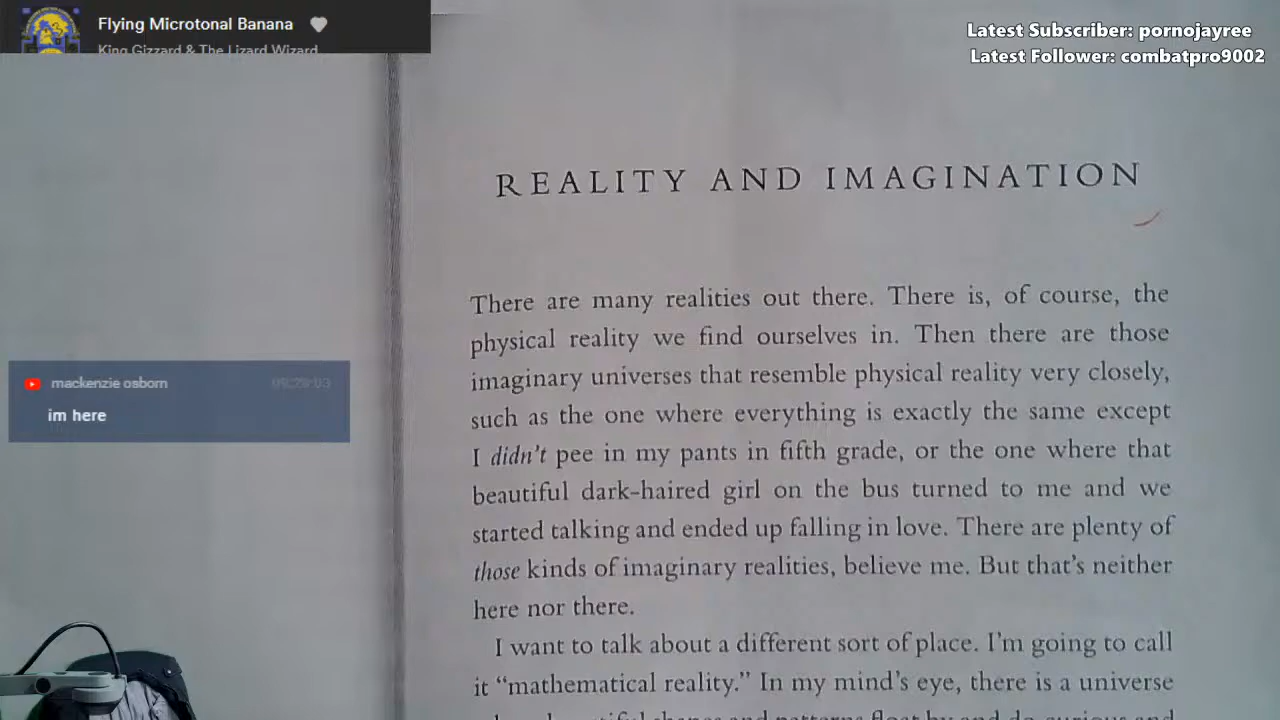 Flying Microtonal Banana
King Gizzard & The Lizard Wizard
Latest Subscriber: pornojayree
Latest Follower: combatpro9002
REALITY AND IMAGINATION
There are many realities out there. There is, of course, the
physical reality we find ourselves in. Then there are those
imaginary universes that resemble physical reality very closely,
such as the one where everything is exactly the same except
I didn't pee in my pants in fifth grade, or the one where that
beautiful dark-haired girl on the bus turned to me and we
started talking and ended up falling in love. There are plenty of
those kinds of imaginary realities, believe me. But that's neither
here nor there.
I want to talk about a different sort of place. I'm going to call
it "mathematical reality." In my mind's eye, there is a universe
mackenzie osborn
im here